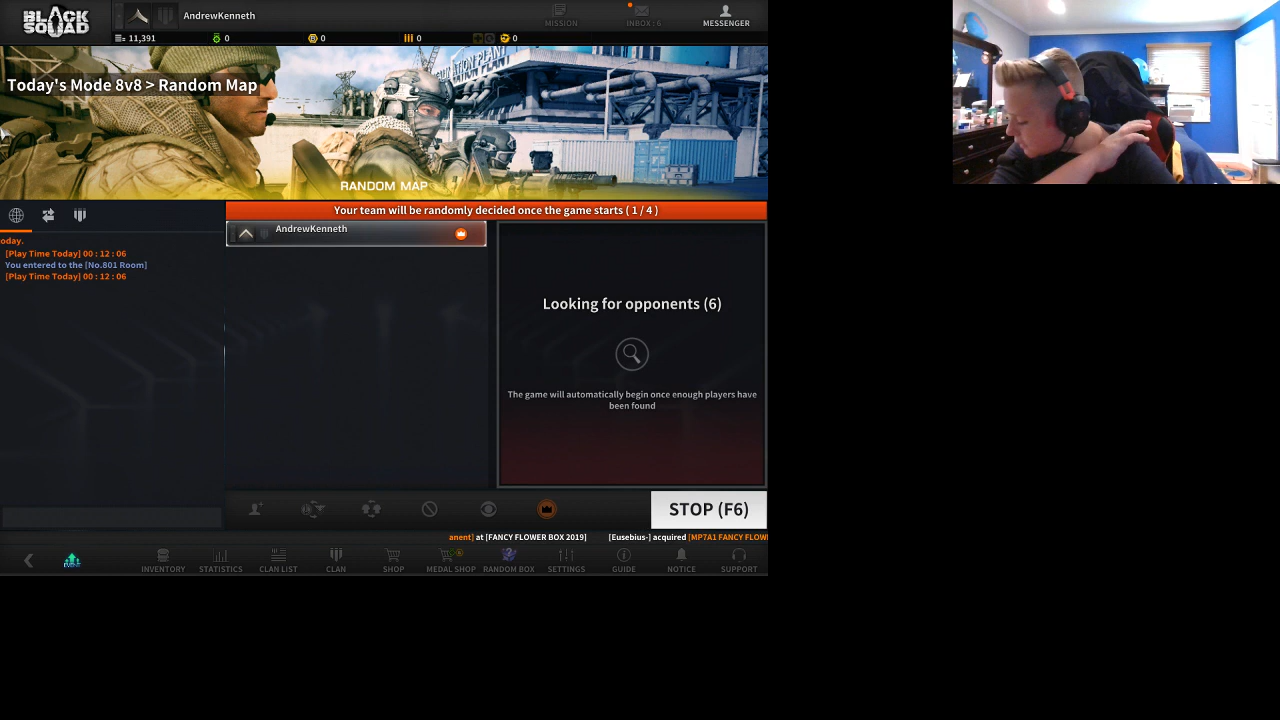 BLACK SQUAD
AndrewKenneth
MISSION
INBOX : 6
MESSENGER
11,391
0
0
0
0
Today's Mode 8v8 > Random Map
RANDOM MAP
Your team will be randomly decided once the game starts ( 1 / 4 )
AndrewKenneth
oday.
[Play Time Today] 00 : 12 : 06
You entered to the [No.801 Room]
[Play Time Today] 00 : 12 : 06
Looking for opponents (6)
The game will automatically begin once enough players have
been found
STOP (F6)
anent] at [FANCY FLOWER BOX 2019] [Eusebius-] acquired [MP7A1 FANCY FLOW
INVENTORY
STATISTICS
CLAN LIST
CLAN
SHOP
MEDAL SHOP
RANDOM BOX
SETTINGS
GUIDE
NOTICE
SUPPORT